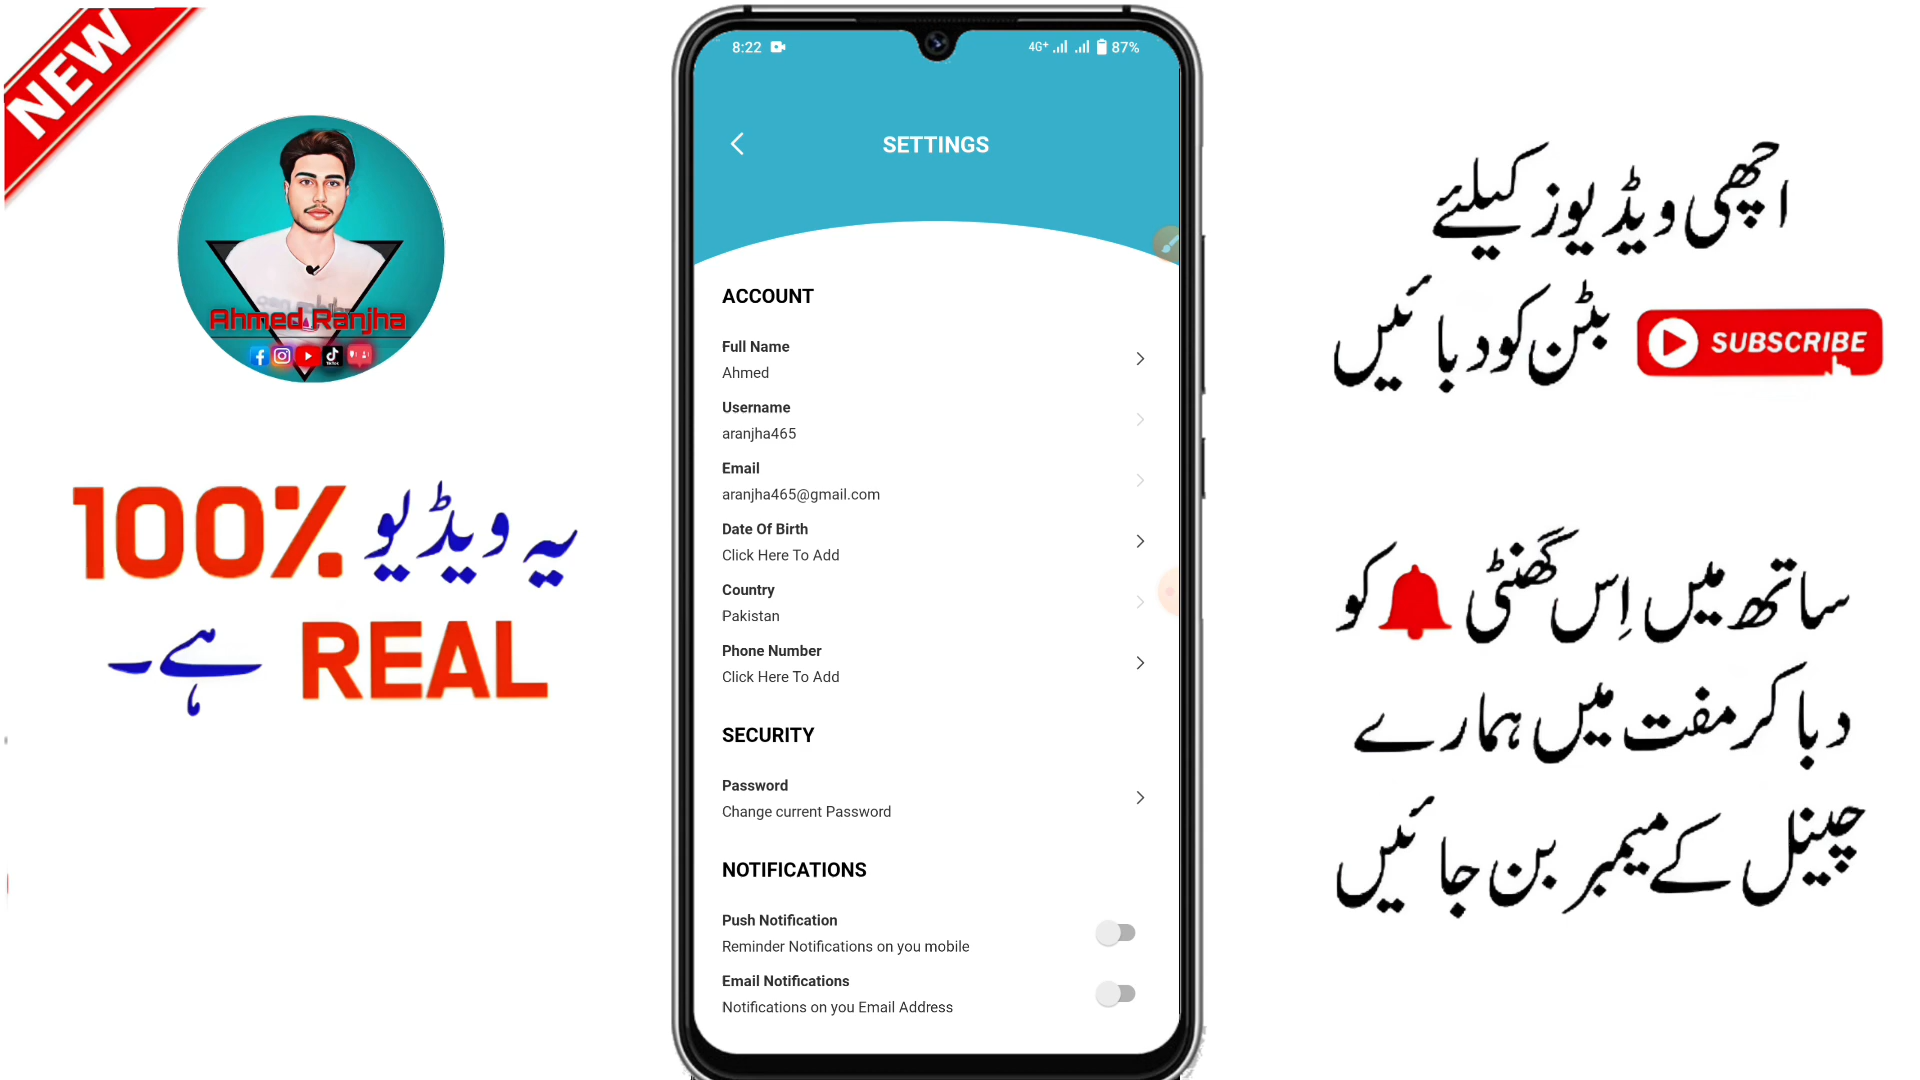 NEW
Ahmed Ranjha
یہ ویڈیو 100%
REAL ہے۔
8:22
4G+ 87%
SETTINGS
ACCOUNT
Full Name
Ahmed
Username
aranjha465
Email
aranjha465@gmail.com
Date Of Birth
Click Here To Add
Country
Pakistan
Phone Number
Click Here To Add
SECURITY
Password
Change current Password
NOTIFICATIONS
Push Notification
Reminder Notifications on you mobile
Email Notifications
Notifications on you Email Address
اچھی ویڈیوز کیلئے
SUBSCRIBE بٹن کو دبائیں
ساتھ میں اِس گھنٹی کو
دبا کر مفت میں ہمارے
چینل کے میمبر بن جائیں